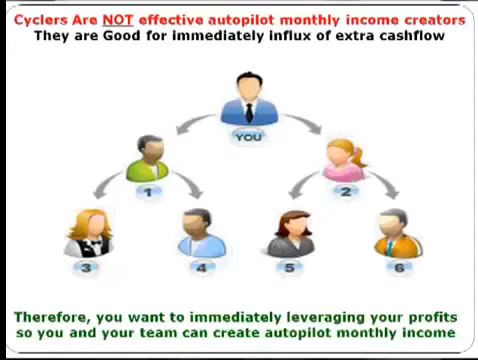 Cyclers Are NOT effective autopilot monthly income creators
They are Good for immediately influx of extra cashflow
YOU
1
2
3
4
5
6
Therefore, you want to immediately leveraging your profits
so you and your team can create autopilot monthly income